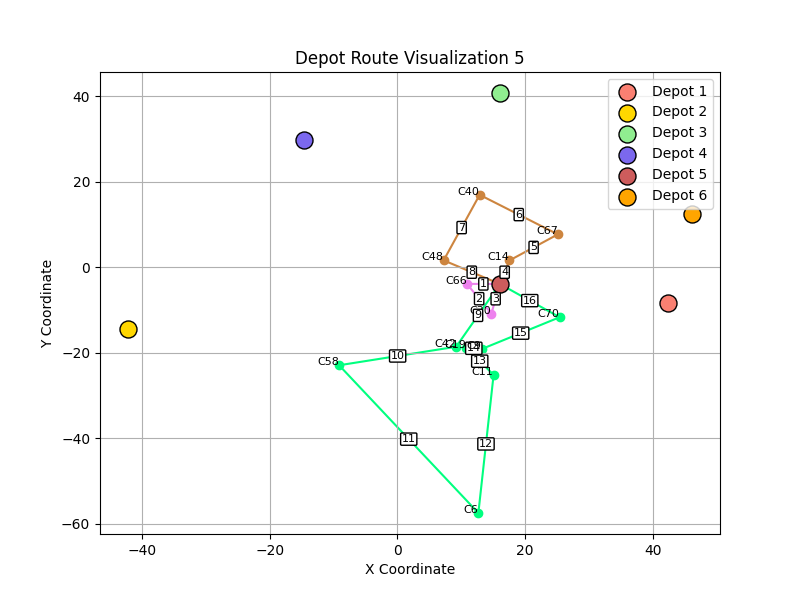 Depot Route Visualization 5
Y Coordinate
40
20
0
−20
−40
−60
Depot 1
Depot 2
Depot 3
Depot 4
Depot 5
Depot 6
C40
6
7
C67
5
C48
C14
8
4
C66
1
2
3
9
16
C70
15
C42
14
13
C58
10
C11
11
12
C6
−40
−20
0
20
40
X Coordinate